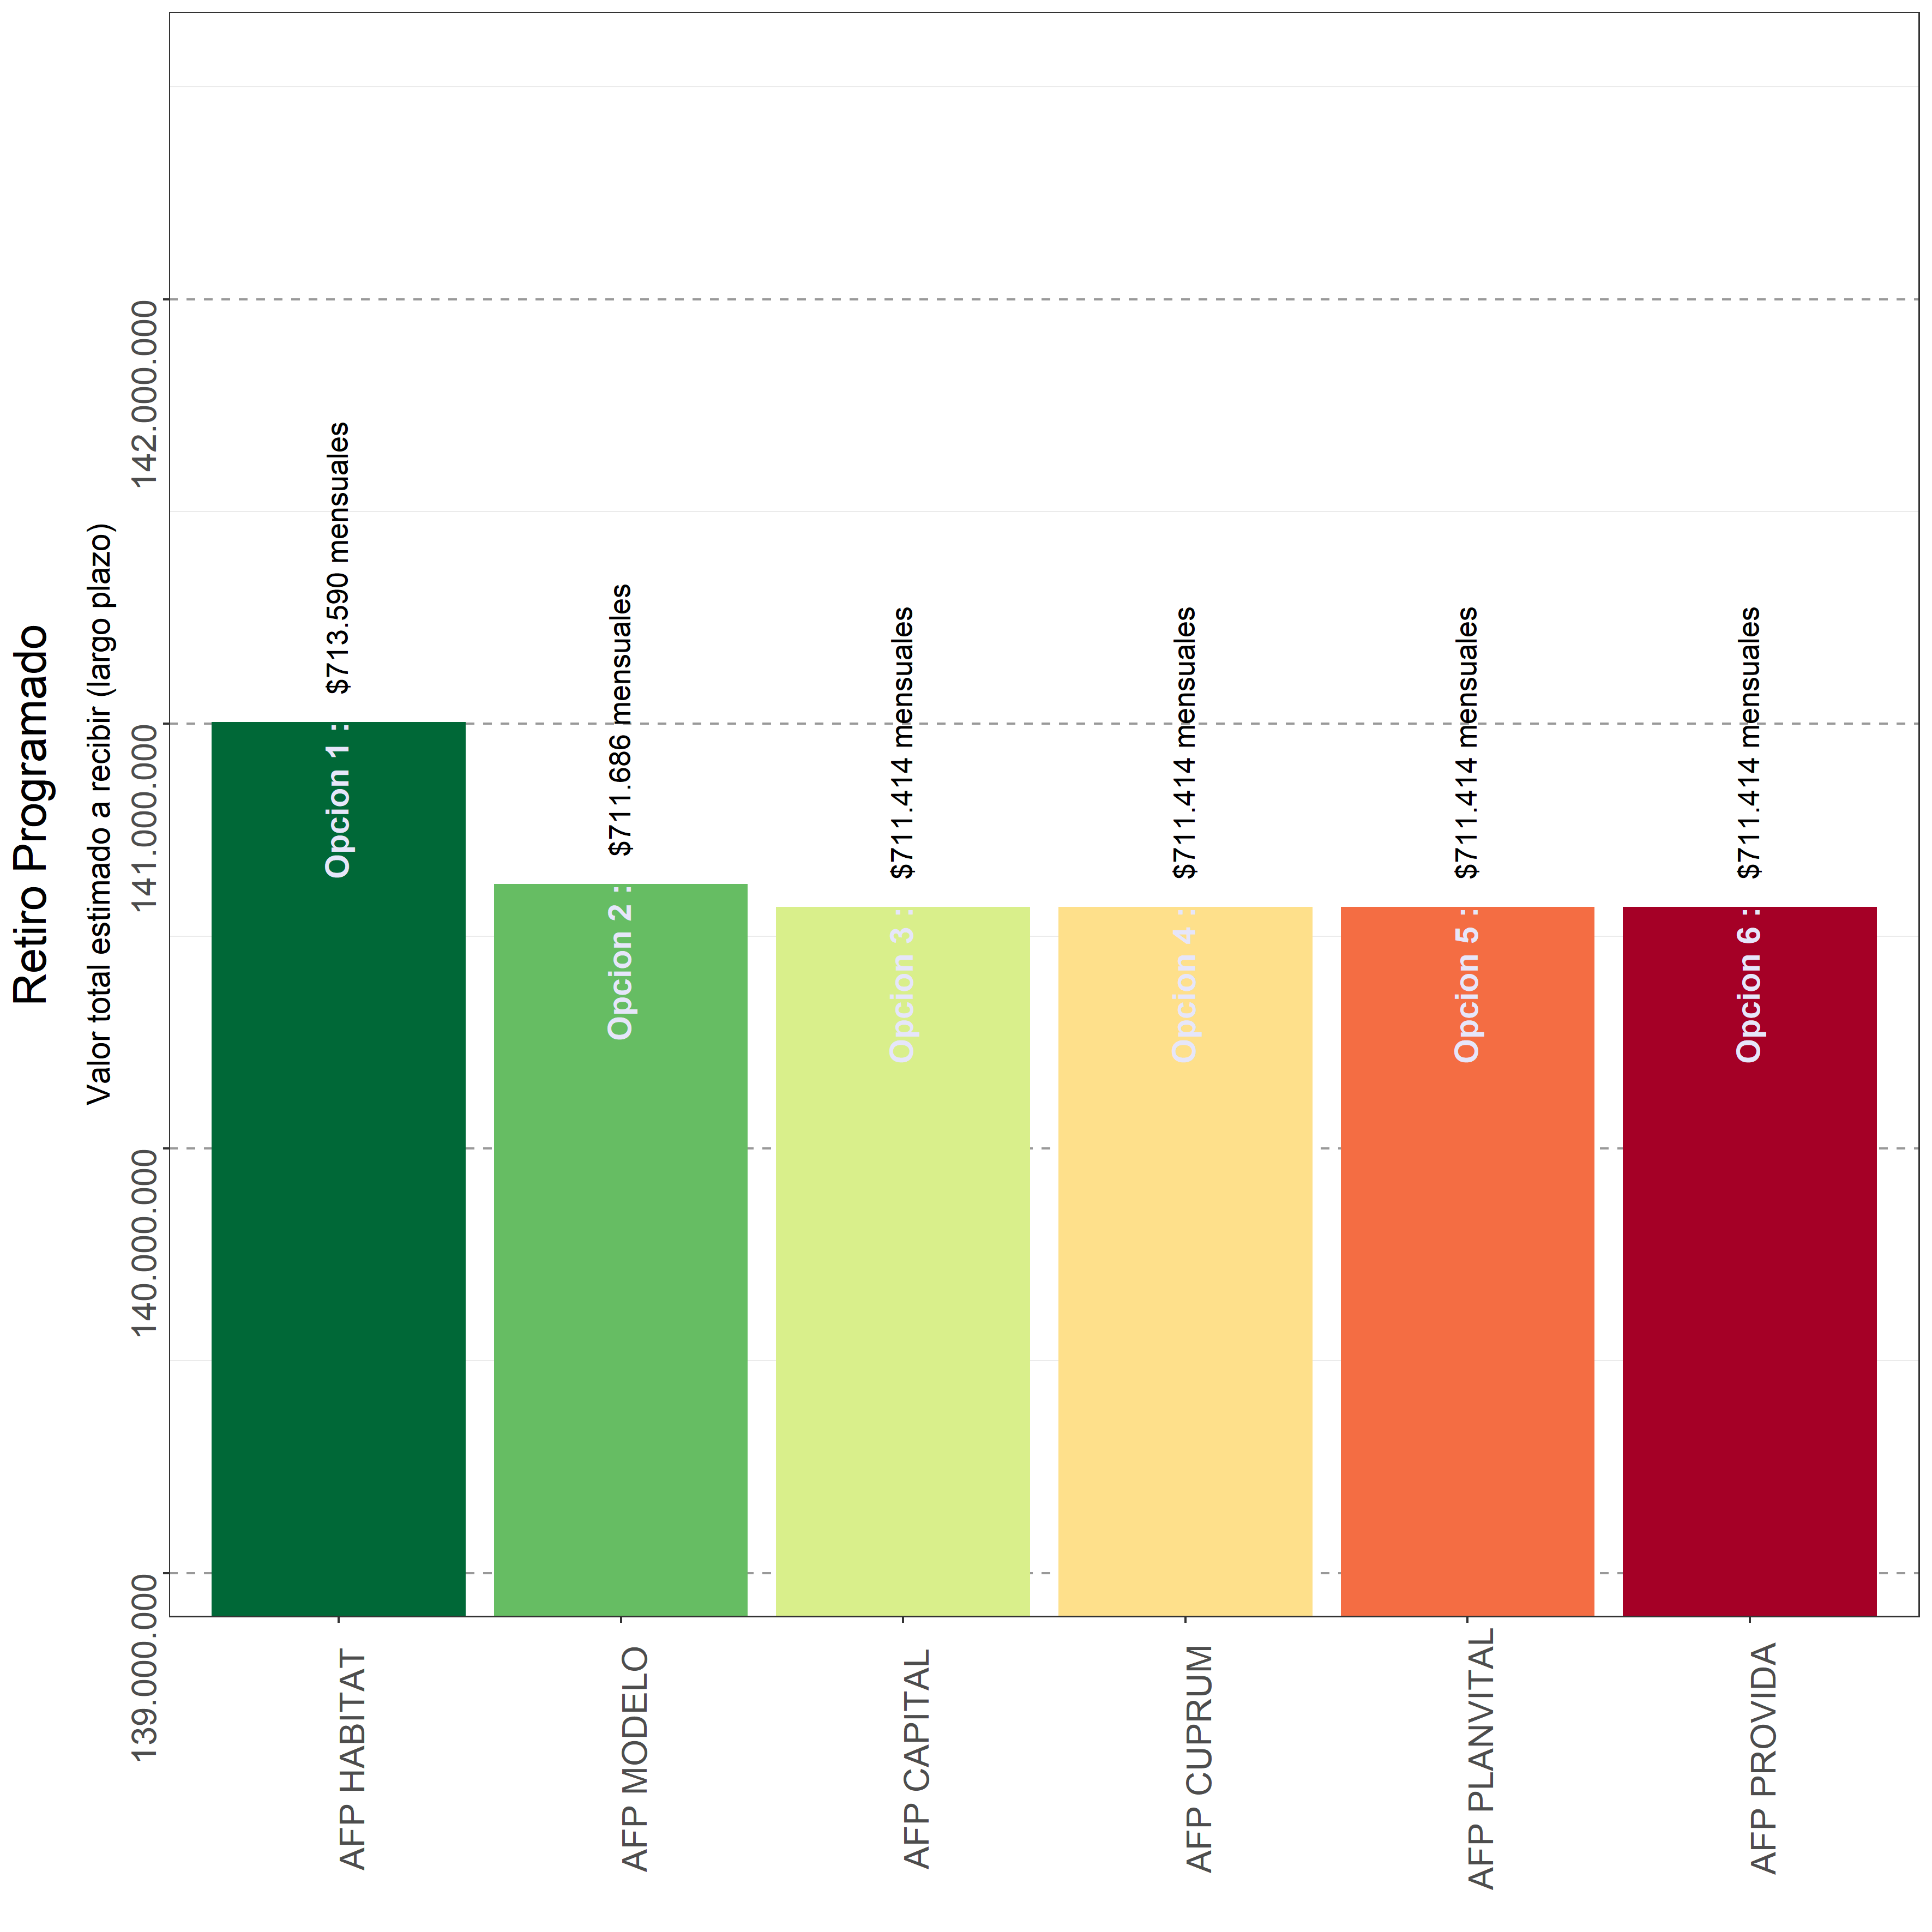 Retiro Programado
Valor total estimado a recibir (largo plazo)
139.000.000
140.000.000
141.000.000
142.000.000
AFP HABITAT
Opcion 1 :
$713.590 mensuales
AFP MODELO
Opcion 2 :
$711.686 mensuales
AFP CAPITAL
Opcion 3 :
$711.414 mensuales
AFP CUPRUM
Opcion 4 :
$711.414 mensuales
AFP PLANVITAL
Opcion 5 :
$711.414 mensuales
AFP PROVIDA
Opcion 6 :
$711.414 mensuales